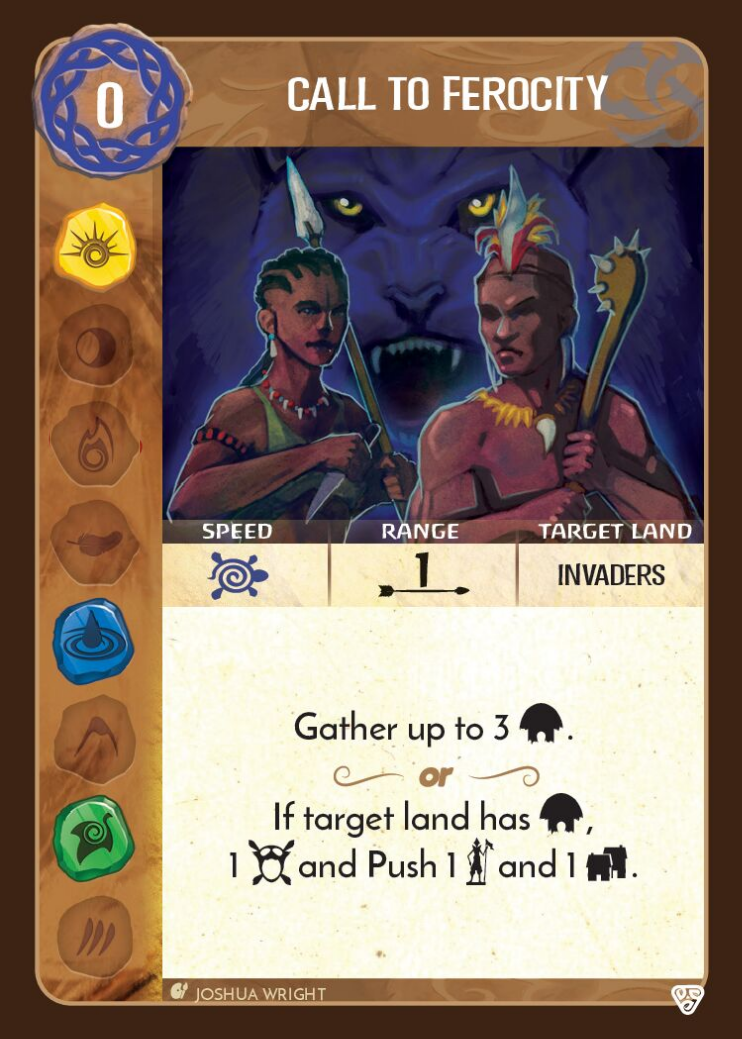 0
CALL TO FEROCITY
SPEED RANGE TARGET LAND
1 INVADERS
Gather up to 3 .
or
If target land has ,
1 and Push 1 and 1 .
JOSHUA WRIGHT